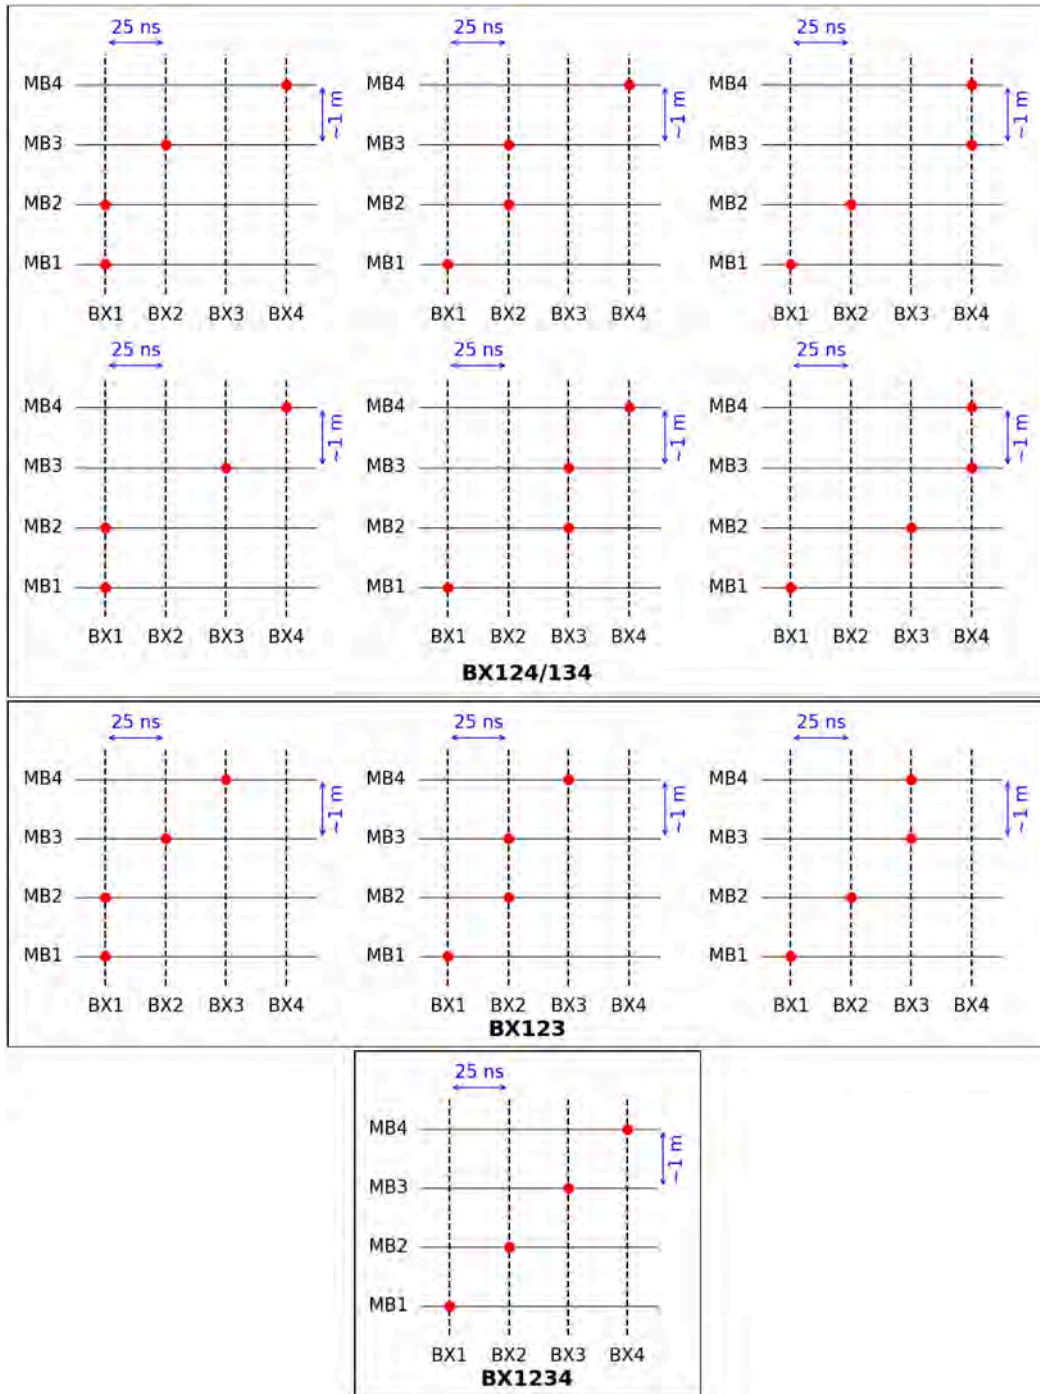 25 ns 25 ns 25 ns
MB4 MB4 MB4
~1 m ~1 m ~1 m
MB3 MB3 MB3
MB2 MB2 MB2
MB1 MB1 MB1
BX1 BX2 BX3 BX4 BX1 BX2 BX3 BX4 BX1 BX2 BX3 BX4
25 ns 25 ns 25 ns
MB4 MB4 MB4
~1 m ~1 m ~1 m
MB3 MB3 MB3
MB2 MB2 MB2
MB1 MB1 MB1
BX1 BX2 BX3 BX4 BX1 BX2 BX3 BX4 BX1 BX2 BX3 BX4
BX124/134
25 ns 25 ns 25 ns
MB4 MB4 MB4
~1 m ~1 m ~1 m
MB3 MB3 MB3
MB2 MB2 MB2
MB1 MB1 MB1
BX1 BX2 BX3 BX4 BX1 BX2 BX3 BX4 BX1 BX2 BX3 BX4
BX123
25 ns
MB4
~1 m
MB3
MB2
MB1
BX1 BX2 BX3 BX4
BX1234